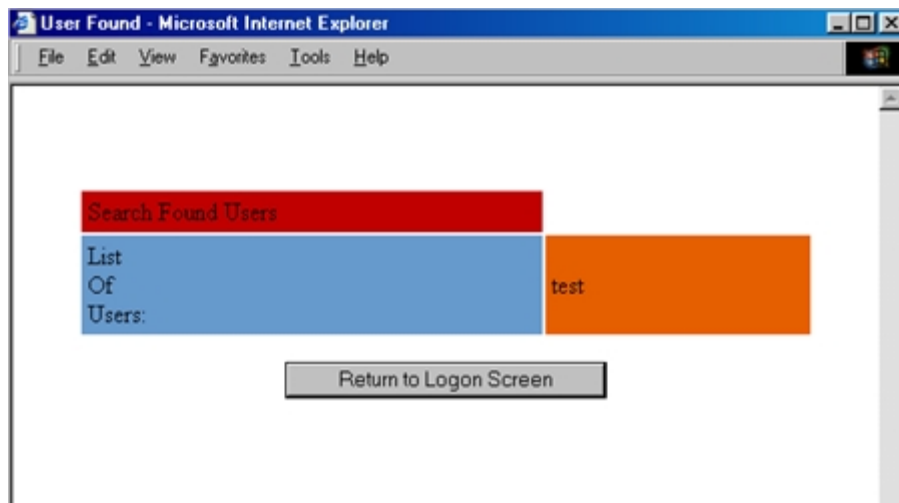 User Found - Microsoft Internet Explorer
File Edit View Favorites Tools Help
Search Found Users
List
Of
Users:
test
Return to Logon Screen